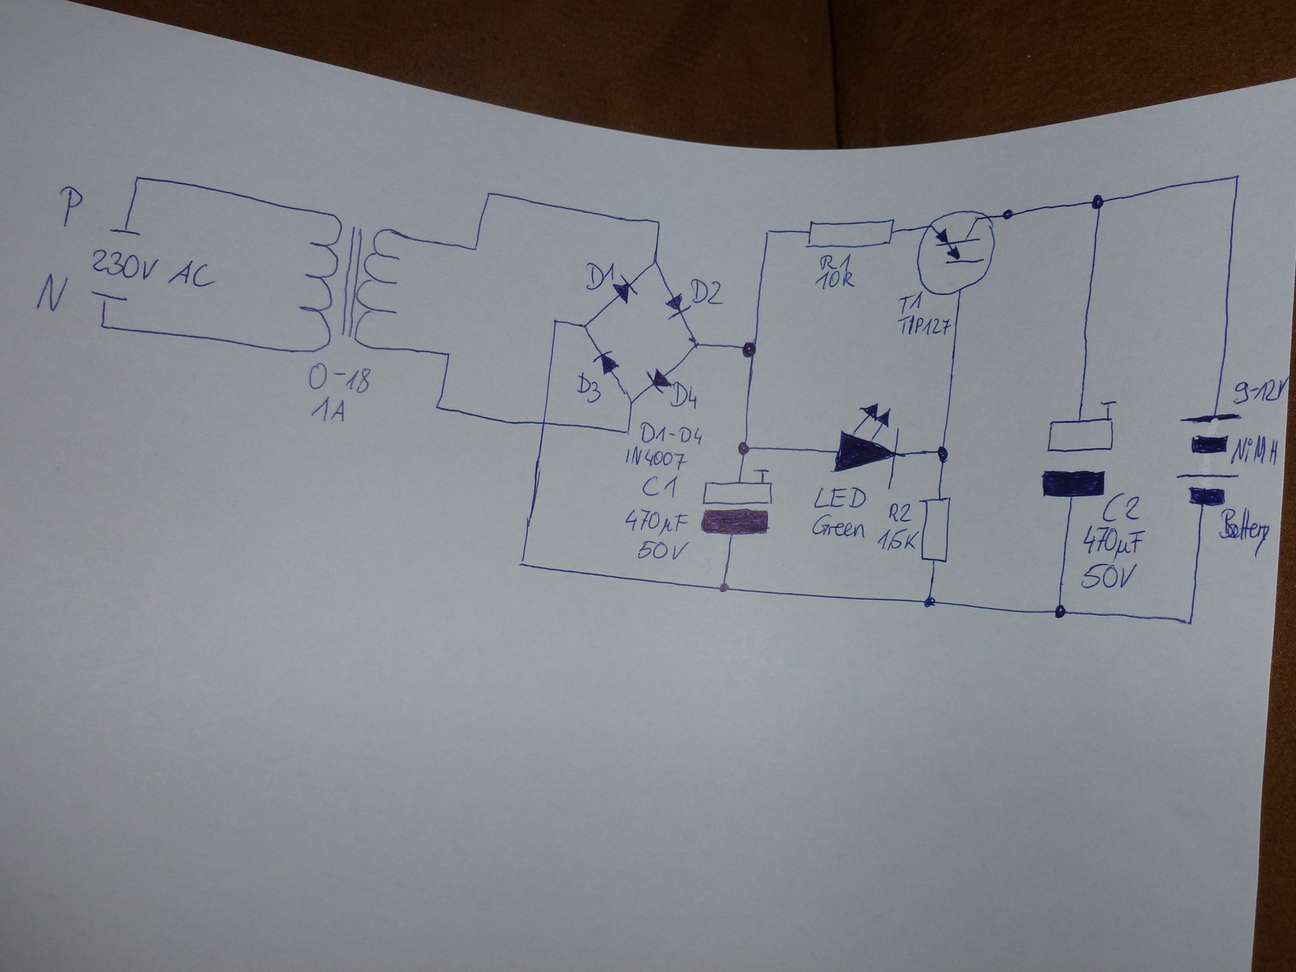 P
230V AC
N
0-18
1A
D1
D2
D3
D4
D1-D4
1N4007
C1
470µF
50V
R1
10k
T1
TIP127
LED
Green
R2
1,5K
C2
470µF
50V
9-12V
NiMH
Battery